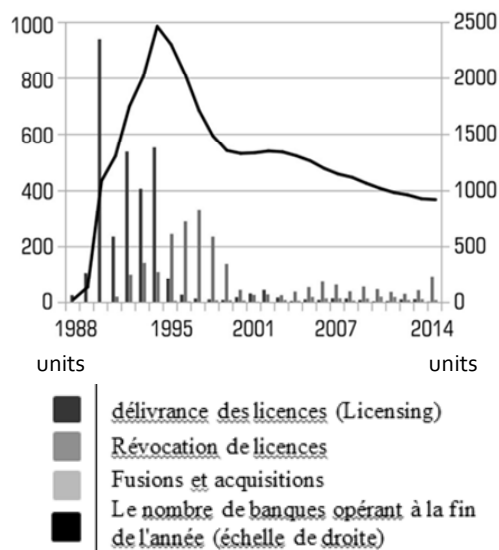 1000 2500
800 2000
600 1500
400 1000
200 500
0 0
1988 1995 2001 2007 2014
units units
délivrance des licences (Licensing)
Révocation de licences
Fusions et acquisitions
Le nombre de banques opérant à la fin
de l'année (échelle de droite)